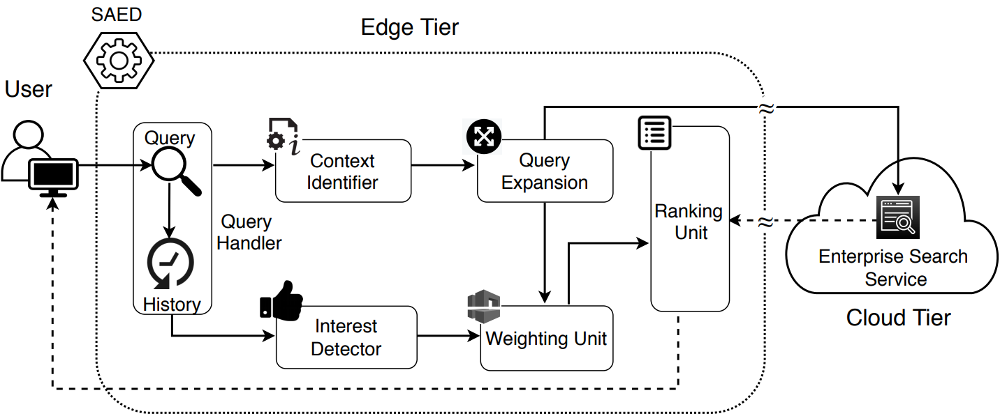 SAED
Edge Tier
User
Query
Context
Identifier
Query
Expansion
Ranking
Unit
Query
Handler
History
Interest
Detector
Weighting Unit
Enterprise Search
Service
Cloud Tier